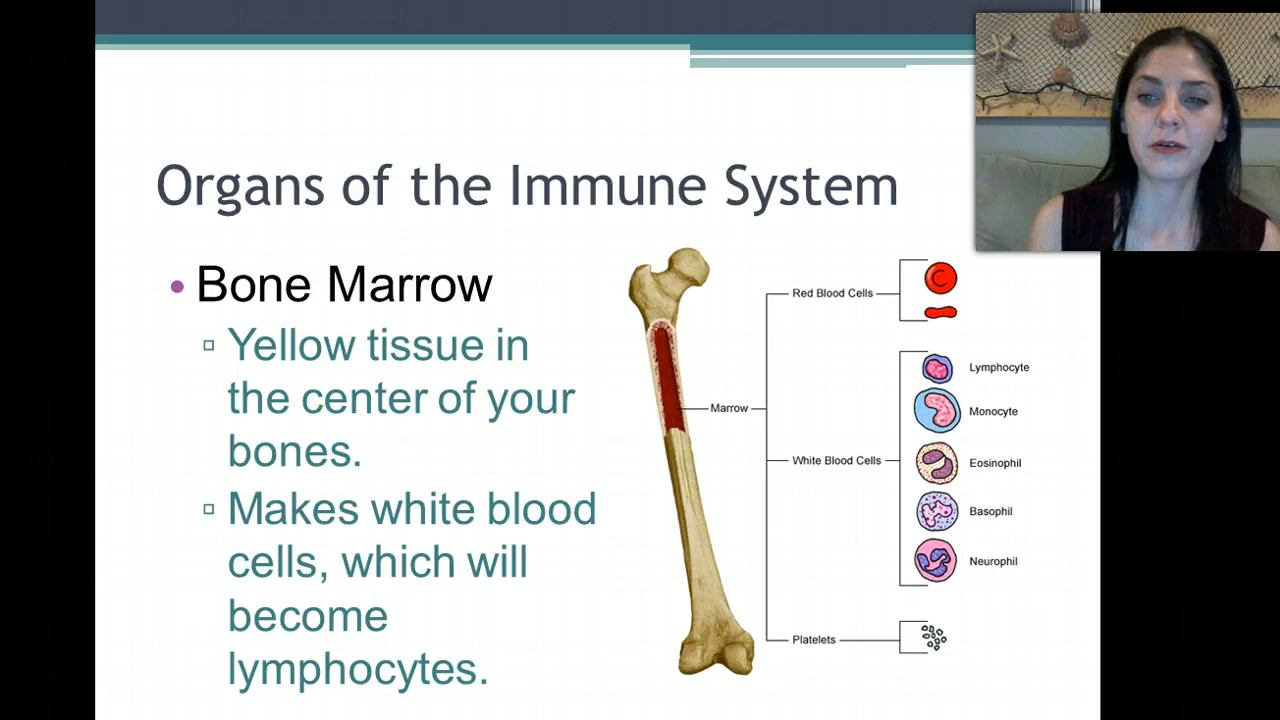 Organs of the Immune System
• Bone Marrow
▫ Yellow tissue in
the center of your
bones.
▫ Makes white blood
cells, which will
become
lymphocytes.
Marrow
Red Blood Cells
White Blood Cells
Lymphocyte
Monocyte
Eosinophil
Basophil
Neurophil
Platelets